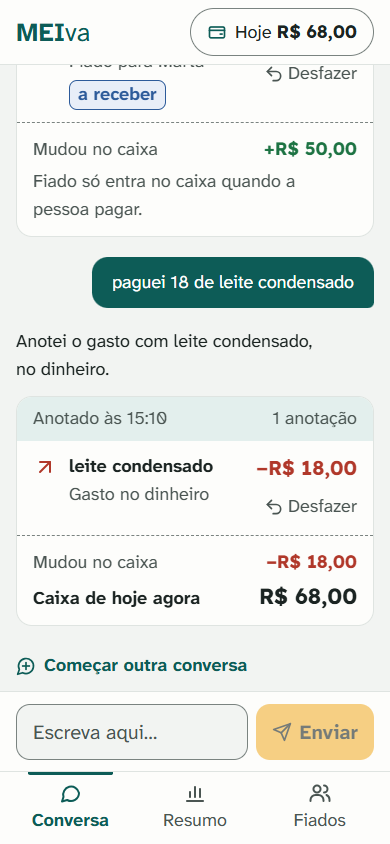 MEIva
Hoje R$ 68,00
Fiado para Marta
Desfazer
a receber
Mudou no caixa +R$ 50,00
Fiado só entra no caixa quando a
pessoa pagar.
paguei 18 de leite condensado
Anotei o gasto com leite condensado,
no dinheiro.
Anotado às 15:10 1 anotação
leite condensado −R$ 18,00
Gasto no dinheiro
Desfazer
Mudou no caixa −R$ 18,00
Caixa de hoje agora R$ 68,00
Começar outra conversa
Escreva aqui...
Enviar
Conversa Resumo Fiados